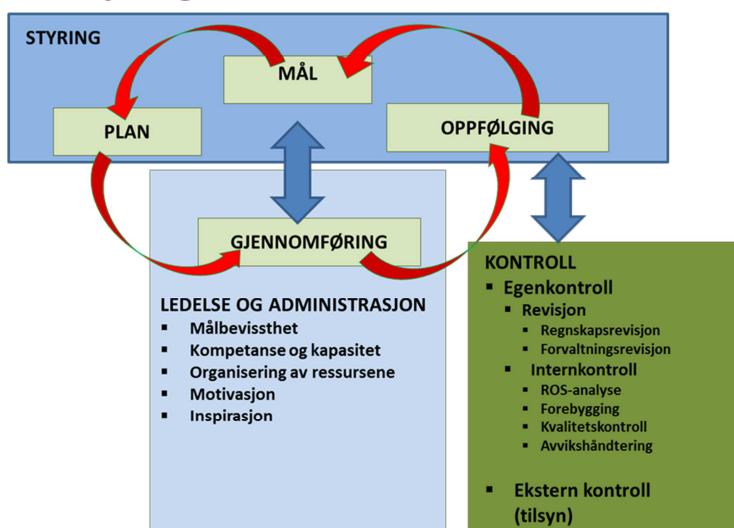 STYRING
MÅL
PLAN
OPPFØLGING
GJENNOMFØRING
LEDELSE OG ADMINISTRASJON
▪ Målbevissthet
▪ Kompetanse og kapasitet
▪ Organisering av ressursene
▪ Motivasjon
▪ Inspirasjon
KONTROLL
▪ Egenkontroll
▪ Revisjon
▪ Regnskapsrevisjon
▪ Forvaltningsrevisjon
▪ Internkontroll
▪ ROS-analyse
▪ Forebygging
▪ Kvalitetskontroll
▪ Avvikshåndtering
▪ Ekstern kontroll
(tilsyn)